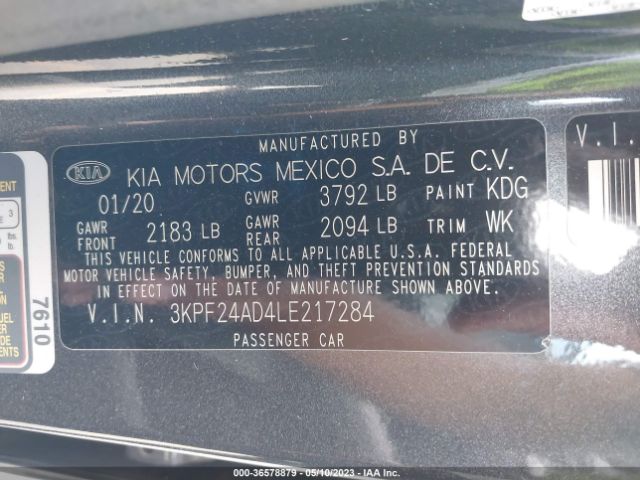 MANUFACTURED BY
KIA KIA MOTORS MEXICO S.A. DE C.V.
01/20 GVWR 3792 LB PAINT KDG
GAWR FRONT 2183 LB GAWR REAR 2094 LB TRIM WK
THIS VEHICLE CONFORMS TO ALL APPLICABLE U.S.A. FEDERAL
MOTOR VEHICLE SAFETY, BUMPER, AND THEFT PREVENTION STANDARDS
IN EFFECT ON THE DATE OF MANUFACTURE SHOWN ABOVE.
V.I.N. 3KPF24AD4LE217284
PASSENGER CAR
7610
3
lbs.
lb.
V.I.
000-36578879 - 05/10/2023 - IAA Inc.